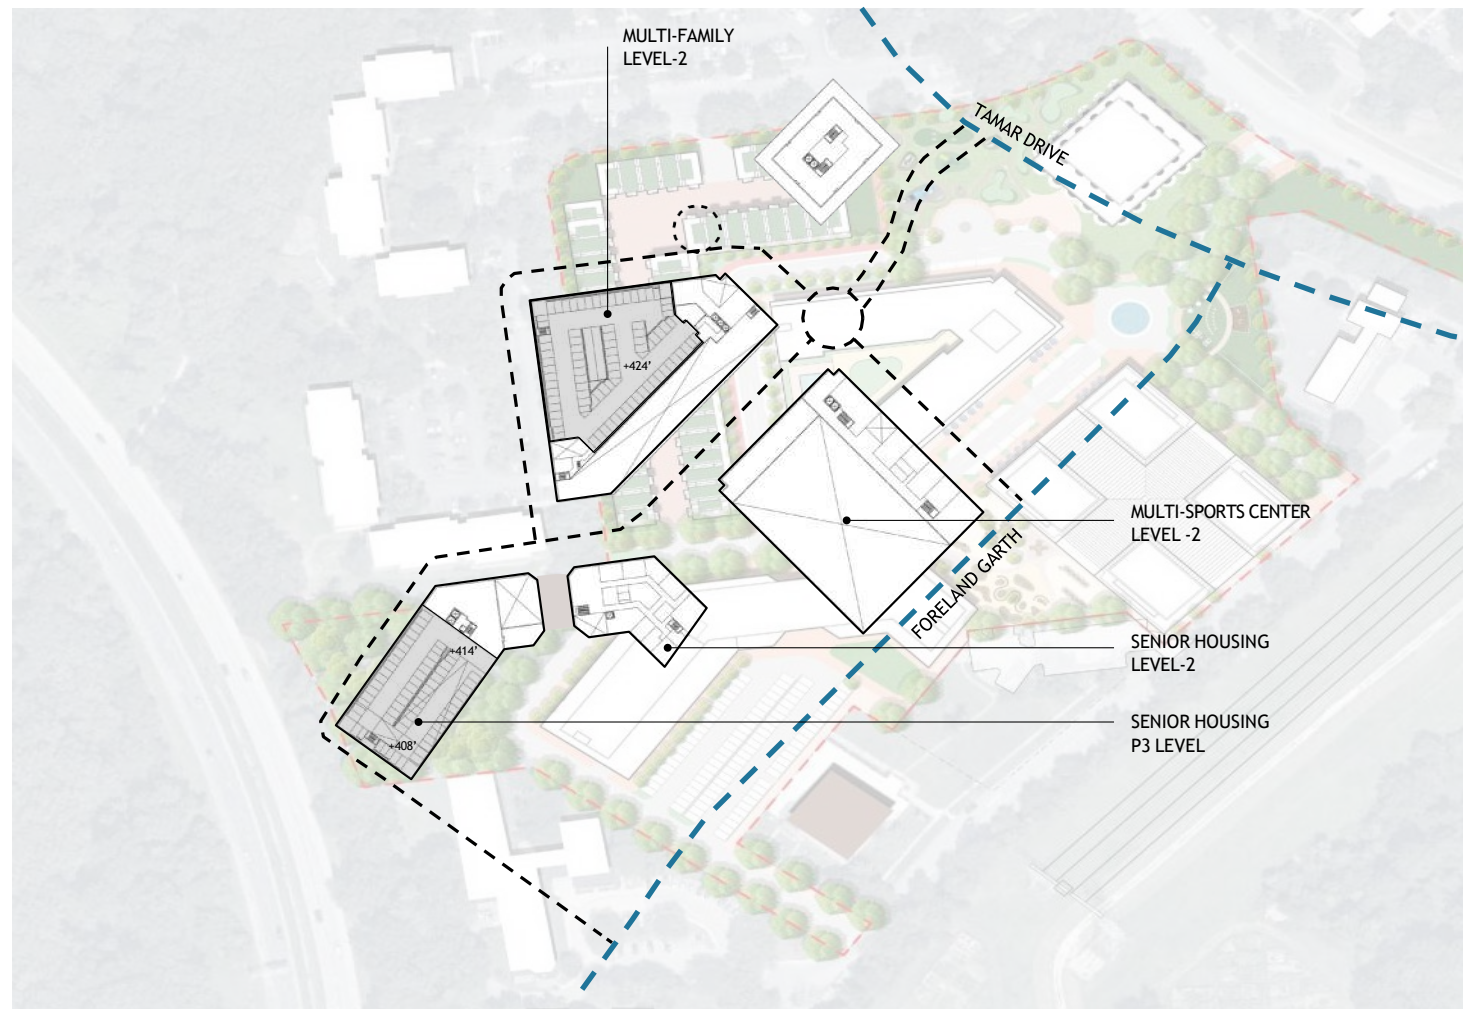 MULTI-FAMILY
LEVEL-2
TAMAR DRIVE
+424'
MULTI-SPORTS CENTER
LEVEL -2
FORELAND GARTH
SENIOR HOUSING
LEVEL-2
+414'
SENIOR HOUSING
P3 LEVEL
+408'